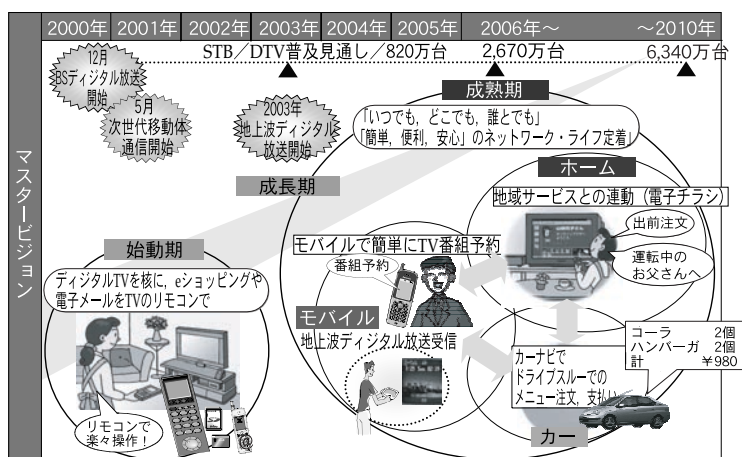 2000年 2001年 2002年 2003年 2004年 2005年 2006年～ ～2010年
STB／DTV普及見通し／820万台 2,670万台 6,340万台
12月
BSディジタル放送
開始
5月
次世代移動体
通信開始
2003年
地上波ディジタル
放送開始
マスタービジョン
成熟期
「いつでも，どこでも，誰とでも」
「簡単，便利，安心」のネットワーク・ライフ定着」
成長期
ホーム
地域サービスとの連動（電子チラシ）
出前注文
運転中の
お父さんへ
始動期
ディジタルTVを核に，eショッピングや
電子メールをTVのリモコンで
リモコンで
楽々操作！
モバイルで簡単にTV番組予約
番組予約
モバイル
地上波ディジタル放送受信
カーナビで
ドライブスルーでの
メニュー注文，支払い
コーラ 2個
ハンバーガ 2個
計 ￥980
カー